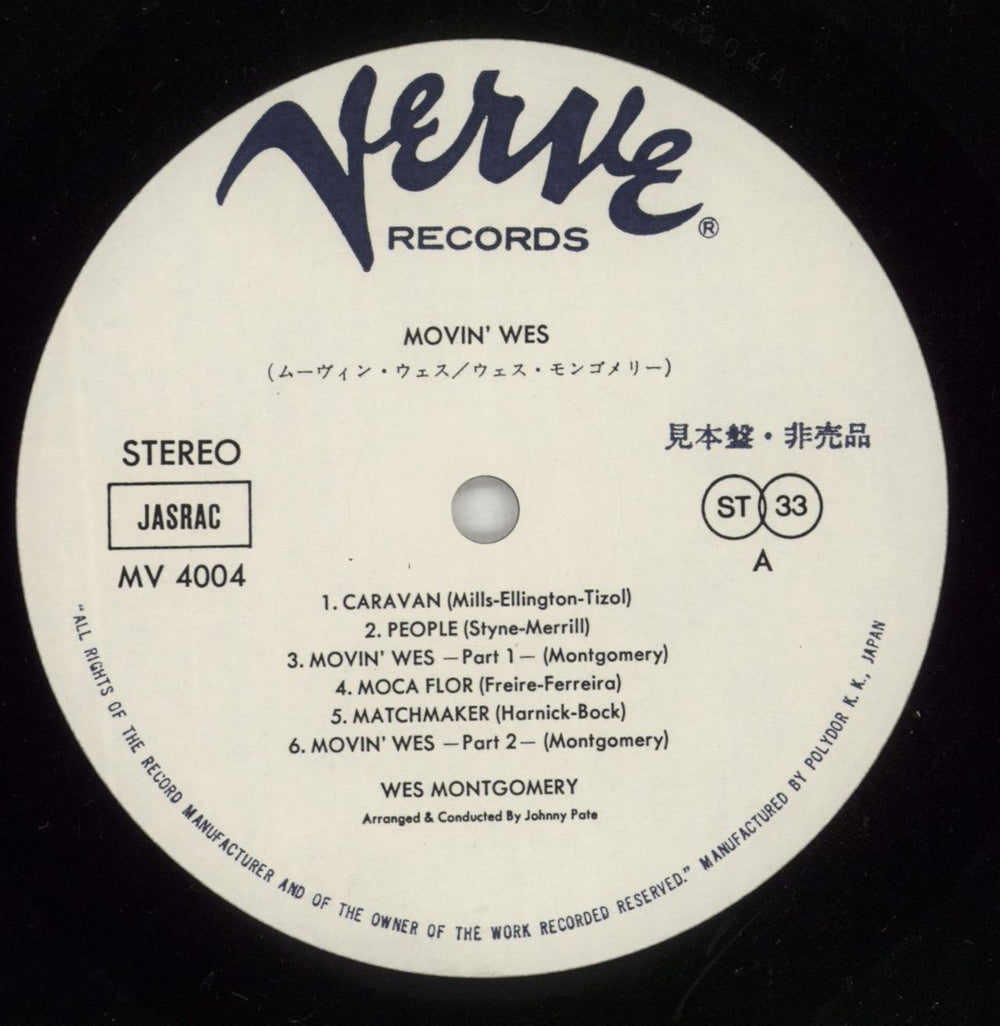 Verve
RECORDS ®
MOVIN' WES
(ムーヴィン・ウェス/ウェス・モンゴメリー)
STEREO
JASRAC
MV 4004
見本盤・非売品
ST 33
A
1. CARAVAN (Mills-Ellington-Tizol)
2. PEOPLE (Styne-Merrill)
3. MOVIN' WES —Part 1— (Montgomery)
4. MOCA FLOR (Freire-Ferreira)
5. MATCHMAKER (Harnick-Bock)
6. MOVIN' WES —Part 2— (Montgomery)
WES MONTGOMERY
Arranged & Conducted By Johnny Pate
"ALL RIGHTS OF THE RECORD MANUFACTURER AND OF THE OWNER OF THE WORK RECORDED RESERVED." MANUFACTURED BY POLYDOR K. K., JAPAN